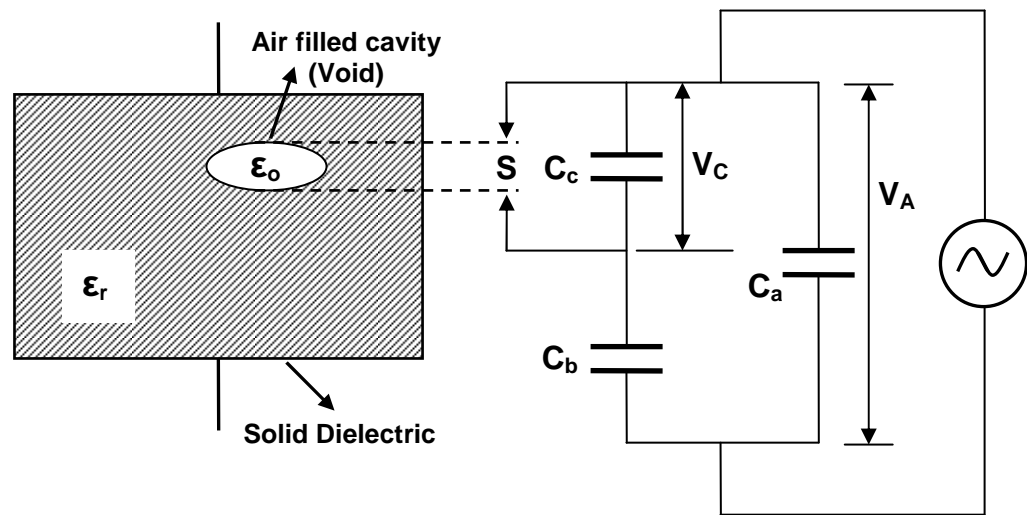 Air filled cavity
(Void)
εo
S
Cc
VC
VA
εr
Ca
Cb
Solid Dielectric